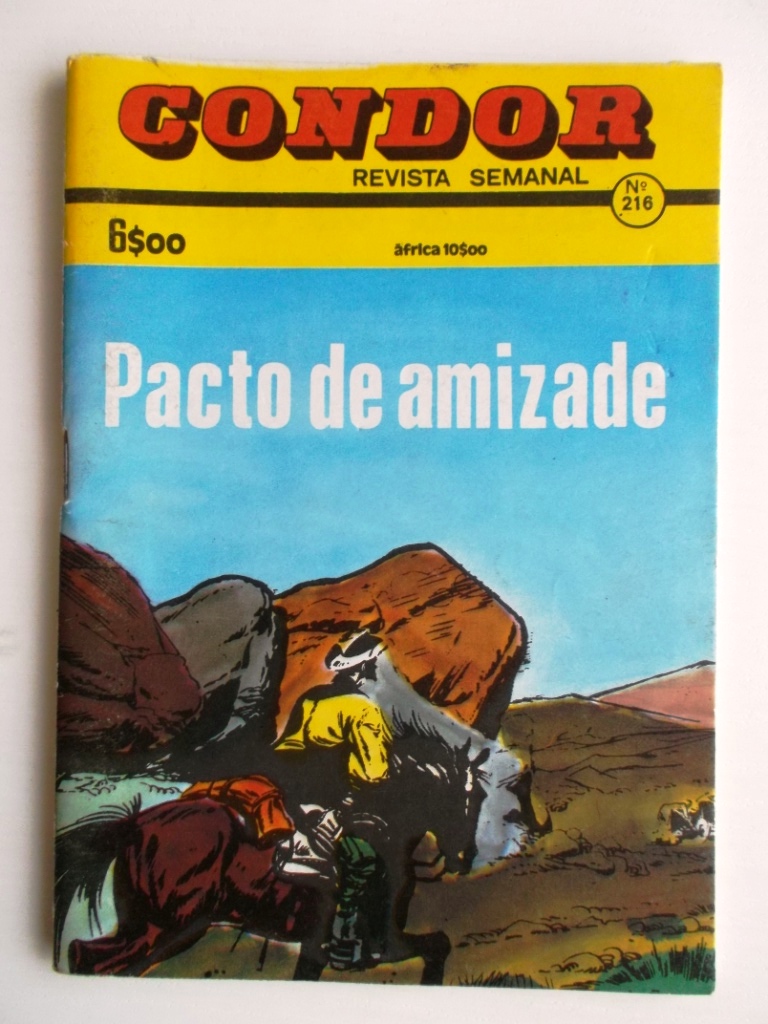 CONDOR
REVISTA SEMANAL
Nº
216
6$00
áfrica 10$00
Pacto de amizade